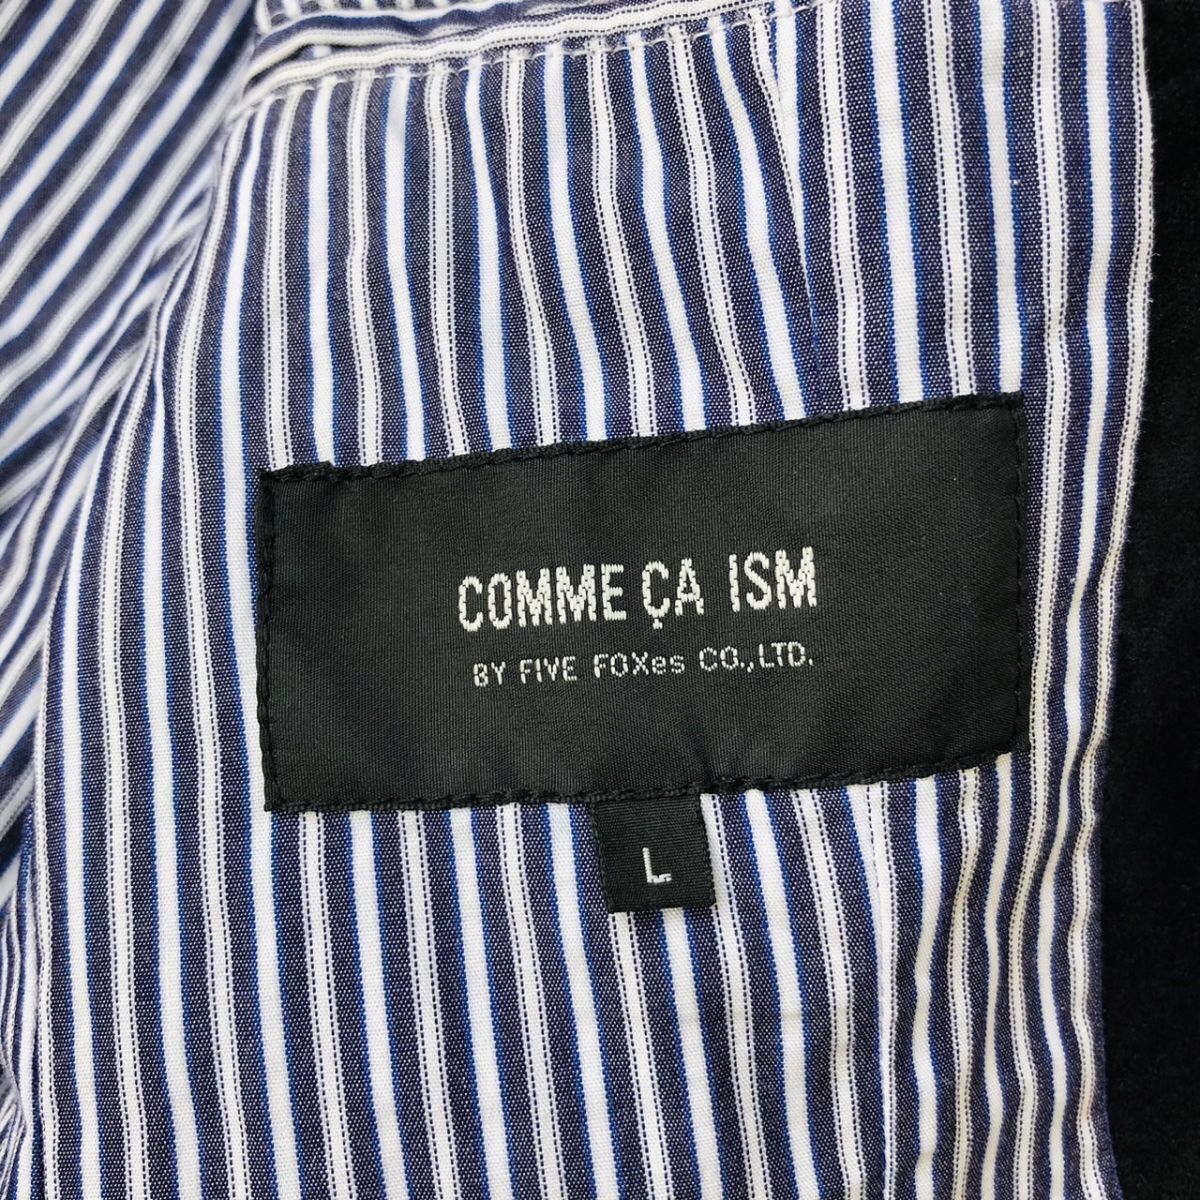 COMME ÇA ISM
BY FIVE FOXes CO.,LTD.
L